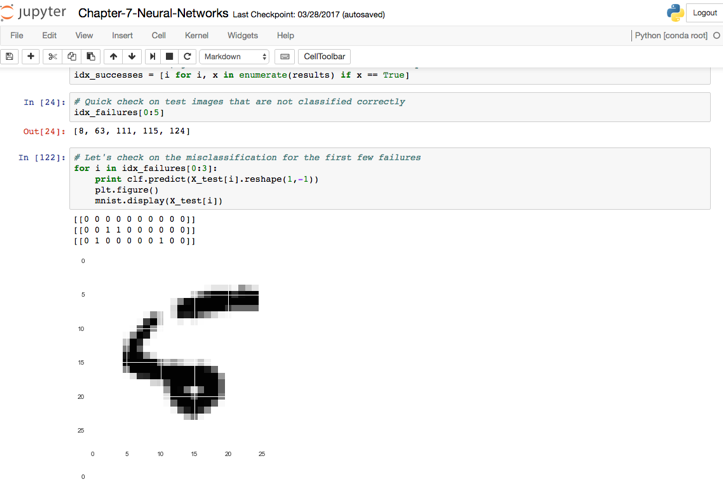 jupyter Chapter-7-Neural-Networks Last Checkpoint: 03/28/2017 (autosaved) Logout
File Edit View Insert Cell Kernel Widgets Help Python [conda root]
Markdown CellToolbar
idx_successes = [i for i, x in enumerate(results) if x == True]
In [24]: # Quick check on test images that are not classified correctly
idx_failures[0:5]
Out[24]: [8, 63, 111, 115, 124]
In [122]: # Let's check on the misclassification for the first few failures
for i in idx_failures[0:3]:
    print clf.predict(X_test[i].reshape(1,-1))
    plt.figure()
    mnist.display(X_test[i])
[[0 0 0 0 0 0 0 0 0 0]]
[[0 0 1 1 0 0 0 0 0 0]]
[[0 1 0 0 0 0 0 1 0 0]]
0
5
10
15
20
25
0 5 10 15 20 25
0